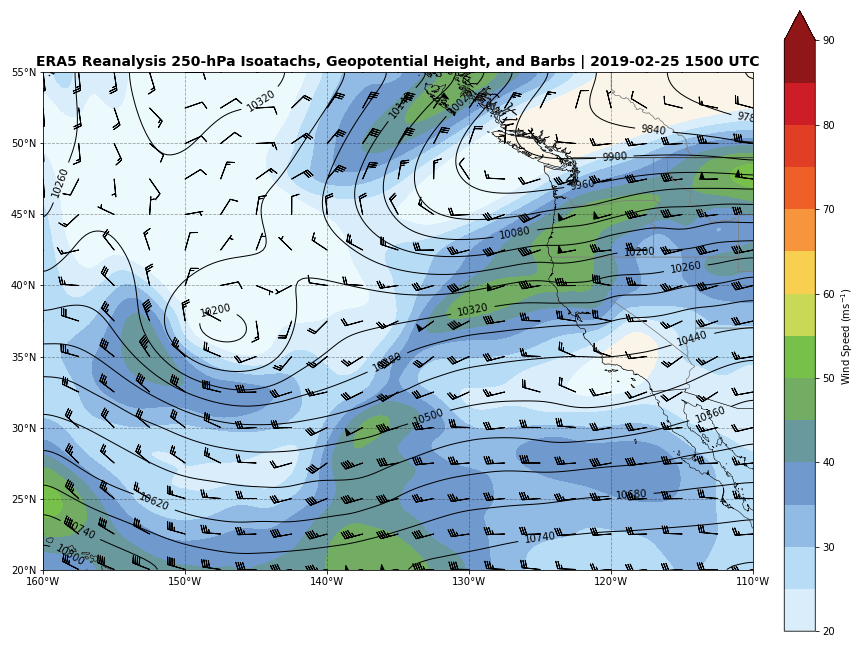 ERA5 Reanalysis 250-hPa Isoatachs, Geopotential Height, and Barbs | 2019-02-25 1500 UTC
90
80
70
60
50
40
30
20
Wind Speed (ms⁻¹)
55°N
50°N
45°N
40°N
35°N
30°N
25°N
20°N
160°W
150°W
140°W
130°W
120°W
110°W
10320
10260
9840
9900
9960
10080
10260
10200
10320
10440
10380
10500
10560
10620
10680
10740
10740
10800